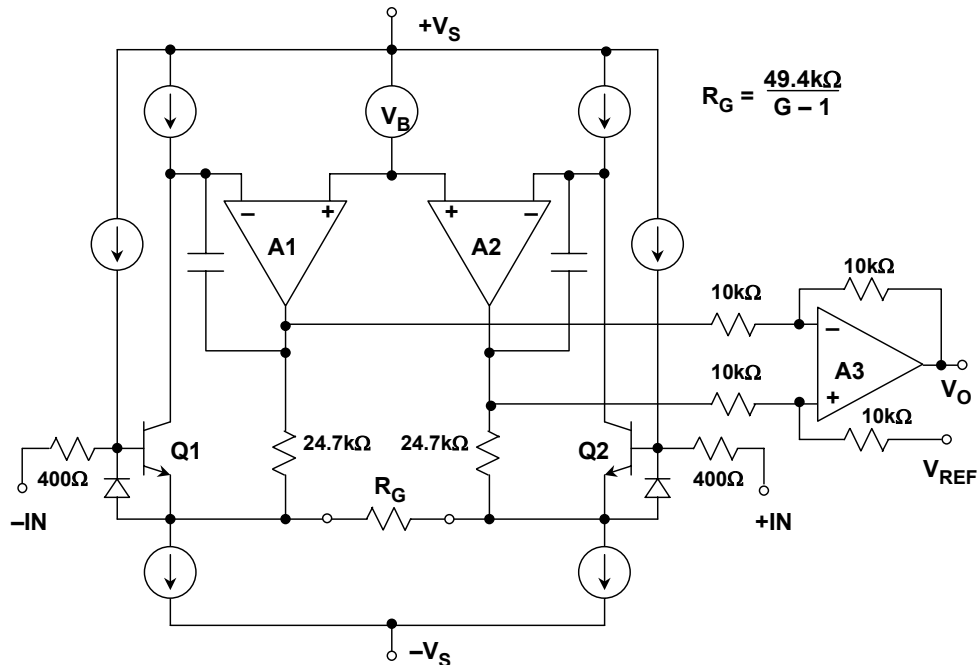 +VS
RG = 49.4kΩ
G – 1
VB
– +
A1
+ –
A2
10kΩ
10kΩ
–
A3
+
VO
10kΩ
10kΩ
VREF
Q1
24.7kΩ
24.7kΩ
Q2
400Ω
400Ω
–IN
RG
+IN
–VS